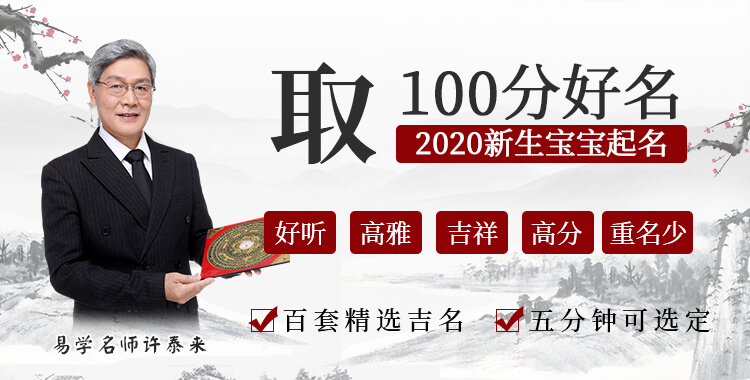 取
100分好名
2020新生宝宝起名
好听 高雅 吉祥 高分 重名少
百套精选吉名 五分钟可选定
易学名师许泰来